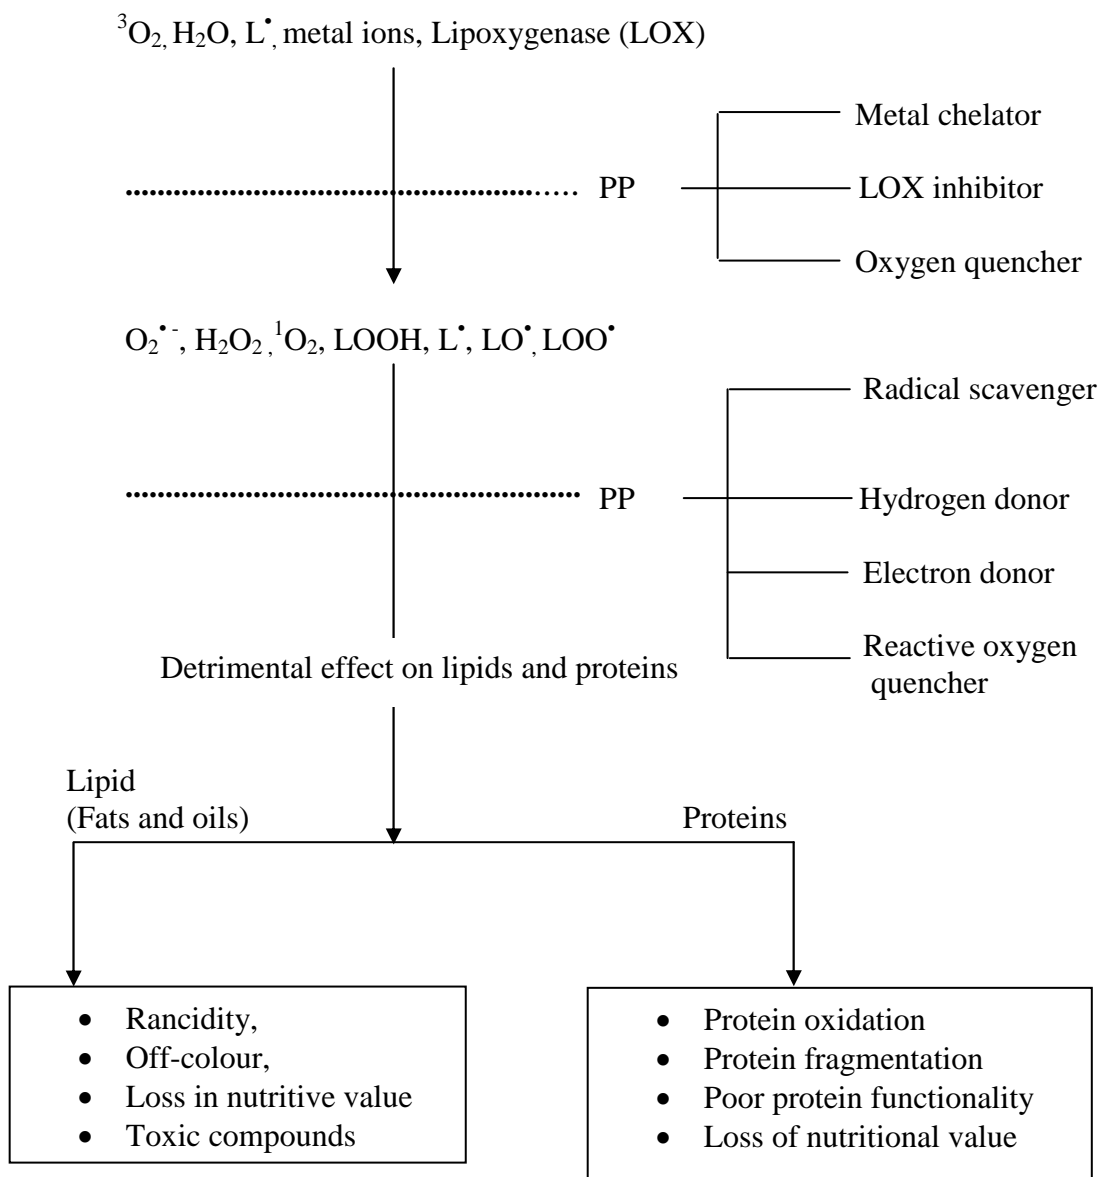 ³O₂, H₂O, L•, metal ions, Lipoxygenase (LOX)
Metal chelator
PP
LOX inhibitor
Oxygen quencher
O₂•-, H₂O₂, ¹O₂, LOOH, L•, LO•, LOO•
Radical scavenger
PP
Hydrogen donor
Electron donor
Reactive oxygen
quencher
Detrimental effect on lipids and proteins
Lipid
(Fats and oils)
Proteins
• Rancidity,
• Off-colour,
• Loss in nutritive value
• Toxic compounds
• Protein oxidation
• Protein fragmentation
• Poor protein functionality
• Loss of nutritional value